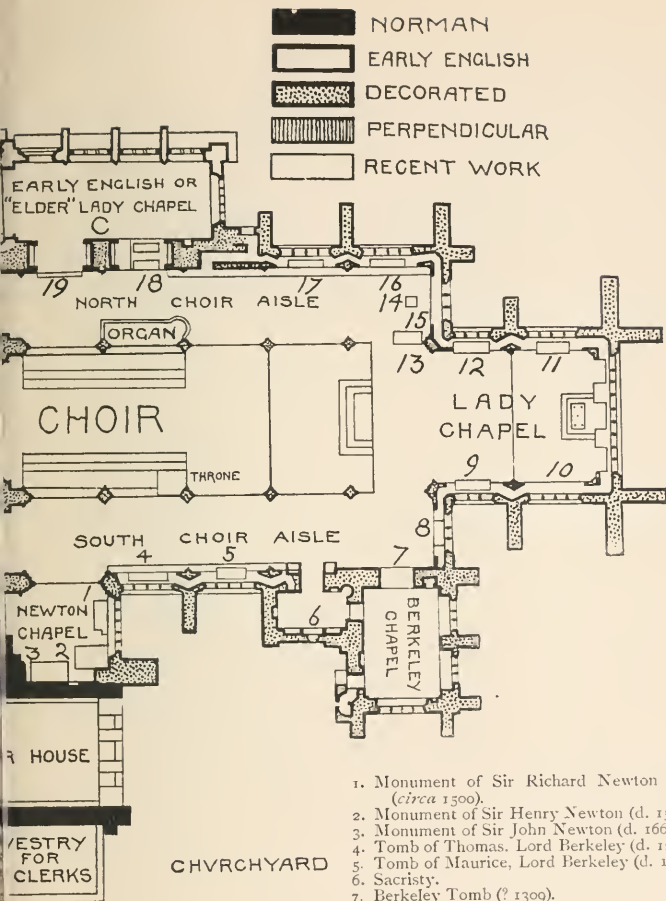 NORMAN
EARLY ENGLISH
DECORATED
PERPENDICULAR
RECENT WORK
EARLY ENGLISH OR
"ELDER" LADY CHAPEL
C
19
18
17
16
14
15
NORTH CHOIR AISLE
ORGAN
13
12
11
CHOIR
LADY
CHAPEL
THRONE
9
10
SOUTH CHOIR AISLE
8
4
5
7
1
NEWTON
CHAPEL
6
BERKELEY
CHAPEL
3
2
HOUSE
VESTRY
FOR
CLERKS
CHVRCHYARD
1. Monument of Sir Richard Newton
(circa 1500).
2. Monument of Sir Henry Newton (d.
3. Monument of Sir John Newton (d. 166
4. Tomb of Thomas. Lord Berkeley (d.
5. Tomb of Maurice, Lord Berkeley (d.
6. Sacristy.
7. Berkeley Tomb (? 1309).